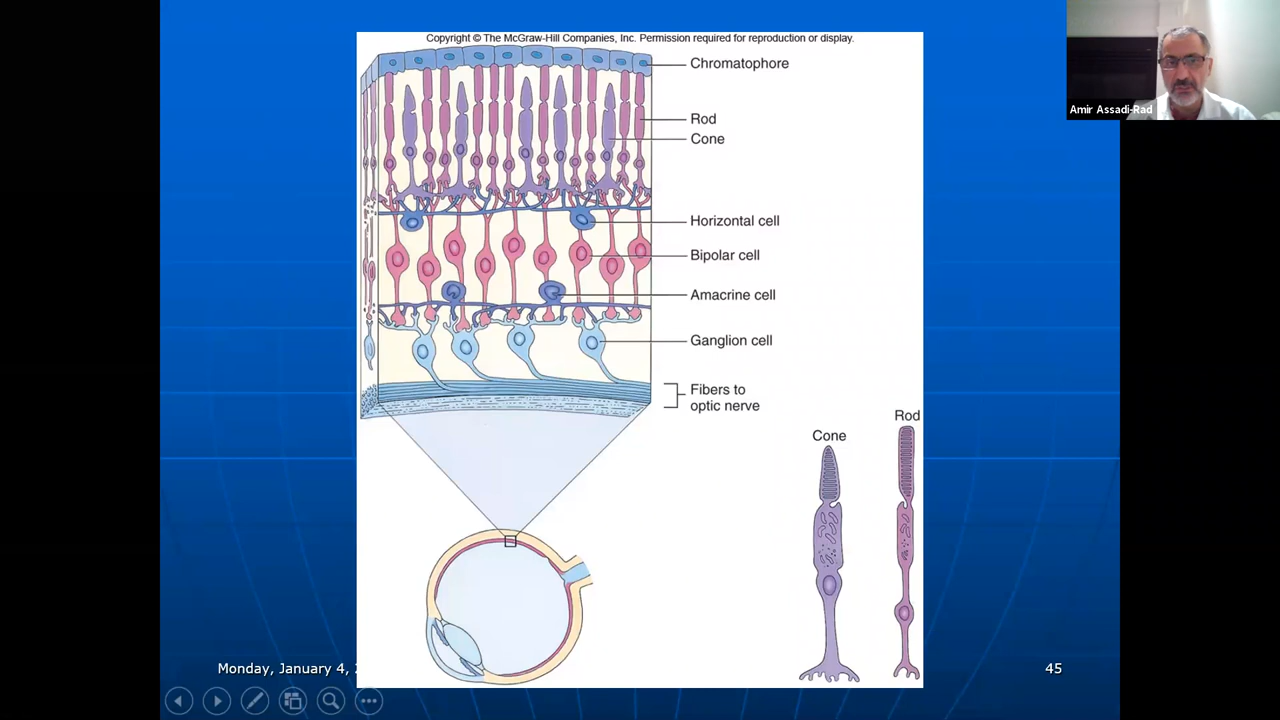 Copyright © The McGraw-Hill Companies, Inc. Permission required for reproduction or display.
Chromatophore
Rod
Cone
Horizontal cell
Bipolar cell
Amacrine cell
Ganglion cell
Fibers to
optic nerve
Cone
Rod
Monday, January 4,
45
Amir Assadi-Rad